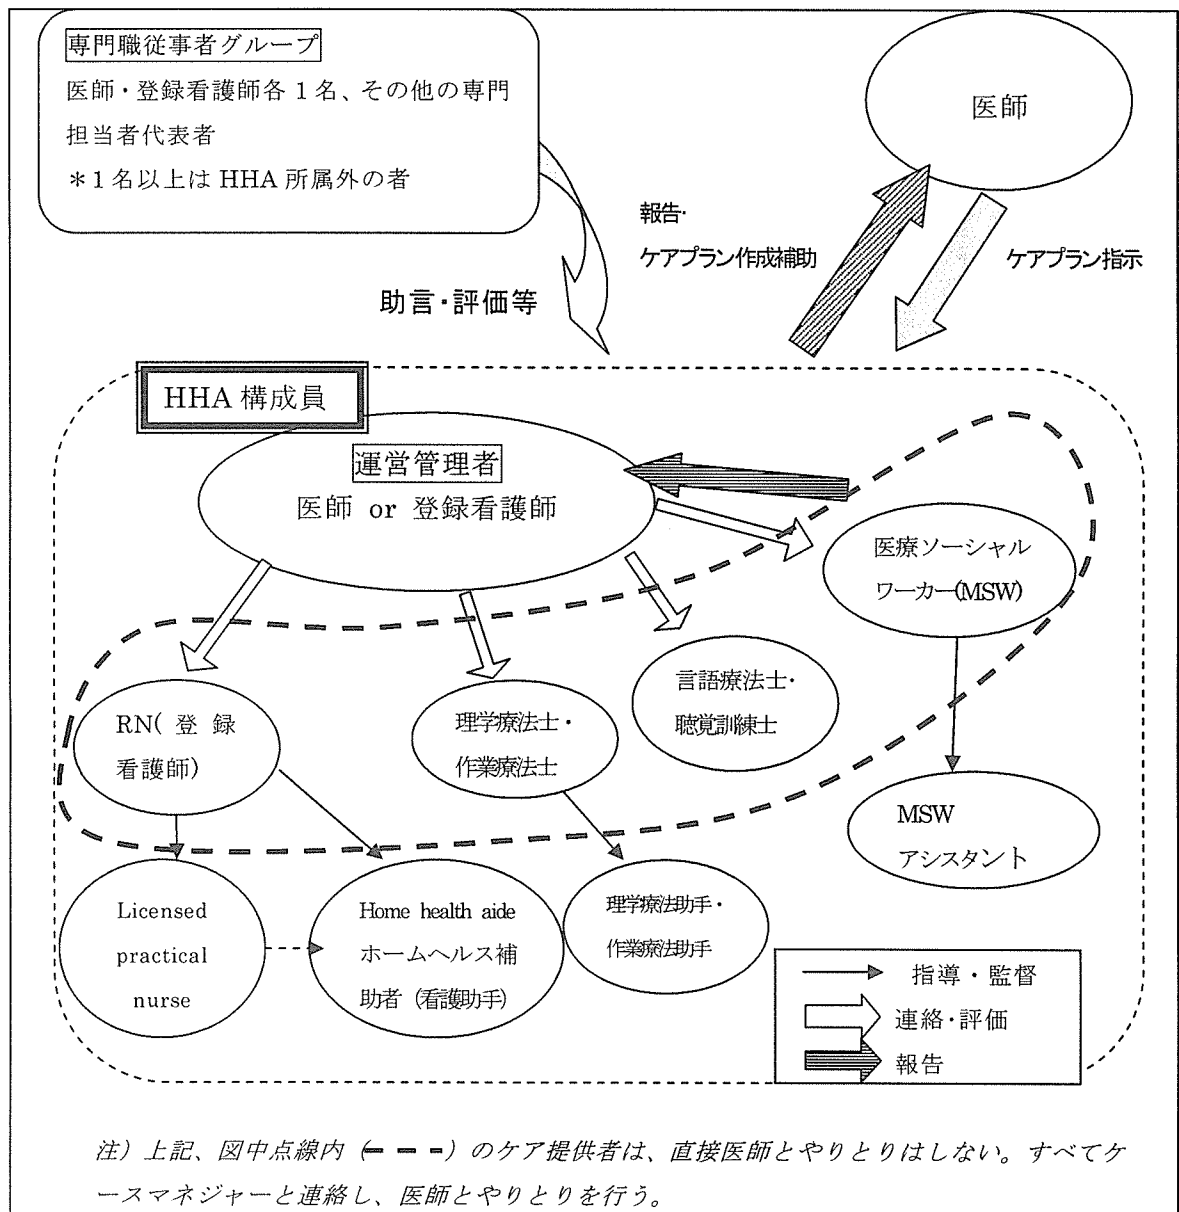 専門職従事者グループ
医師・登録看護師各 1 名、その他の専門
担当者代表者
＊1 名以上は HHA 所属外の者
医師
報告・
ケアプラン作成補助
ケアプラン指示
助言・評価等
HHA 構成員
運営管理者
医師 or 登録看護師
医療ソーシャル
ワーカー(MSW)
言語療法士・
聴覚訓練士
RN( 登 録
看護師)
理学療法士・
作業療法士
MSW
アシスタント
Licensed
practical
nurse
Home health aide
ホームヘルス補
助者（看護助手）
理学療法助手・
作業療法助手
指導・監督
連絡・評価
報告
注）上記、図中点線内（━ ━ ━）のケア提供者は、直接医師とやりとりはしない。すべてケ
ースマネジャーと連絡し、医師とやりとりを行う。